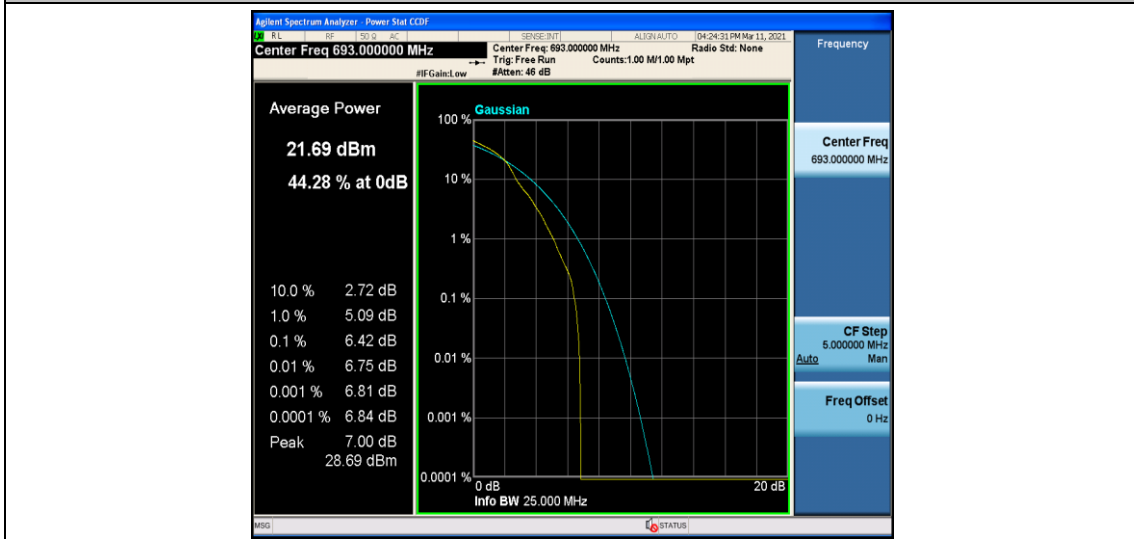 Agilent Spectrum Analyzer - Power Stat CCDF
RL RF 50 Ω AC SENSE:INT ALIGN AUTO 04:24:31 PM Mar 11, 2021
Center Freq 693.000000 MHz
Center Freq: 693.000000 MHz Radio Std: None
Trig: Free Run Counts:1.00 M/1.00 Mpt
#IFGain:Low #Atten: 46 dB
Frequency
Average Power
21.69 dBm
44.28 % at 0dB
10.0 % 2.72 dB
1.0 % 5.09 dB
0.1 % 6.42 dB
0.01 % 6.75 dB
0.001 % 6.81 dB
0.0001 % 6.84 dB
Peak 7.00 dB
28.69 dBm
Gaussian
100 %
10 %
1 %
0.1 %
0.01 %
0.001 %
0.0001 %
0 dB 20 dB
Info BW 25.000 MHz
Center Freq
693.000000 MHz
CF Step
5.000000 MHz
Auto Man
Freq Offset
0 Hz
MSG STATUS